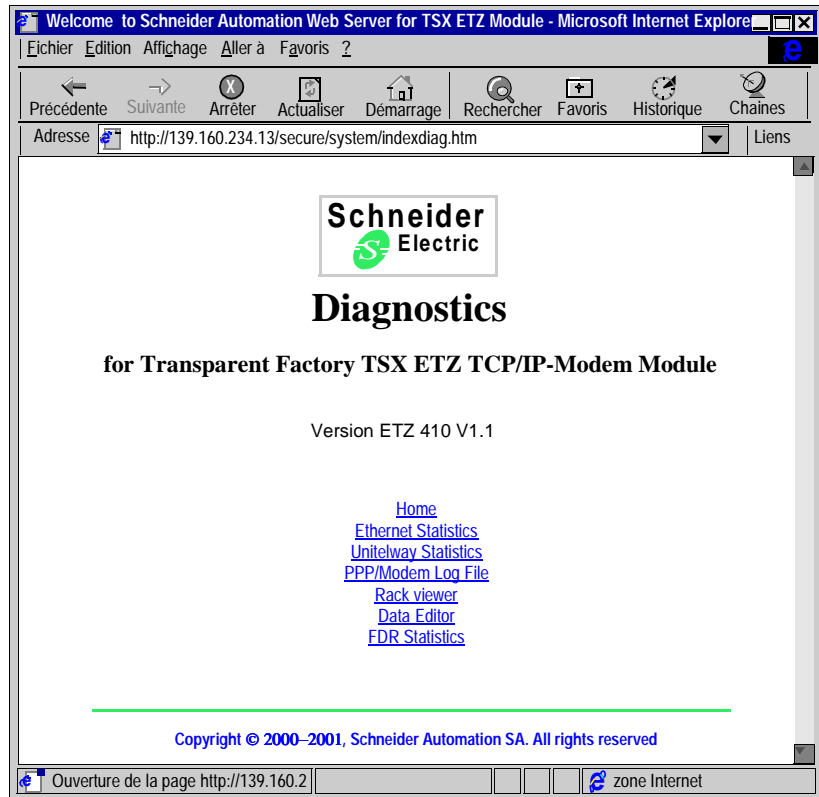 Welcome to Schneider Automation Web Server for TSX ETZ Module - Microsoft Internet Explore
Fichier Edition Affichage Aller à Favoris ?
Précédente Suivante Arrêter Actualiser Démarrage Rechercher Favoris Historique Chaines
Adresse http://139.160.234.13/secure/system/indexdiag.htm Liens
Schneider
S Electric
Diagnostics
for Transparent Factory TSX ETZ TCP/IP-Modem Module
Version ETZ 410 V1.1
Home
Ethernet Statistics
Unitelway Statistics
PPP/Modem Log File
Rack viewer
Data Editor
FDR Statistics
Copyright © 2000–2001, Schneider Automation SA. All rights reserved
Ouverture de la page http://139.160.2 zone Internet